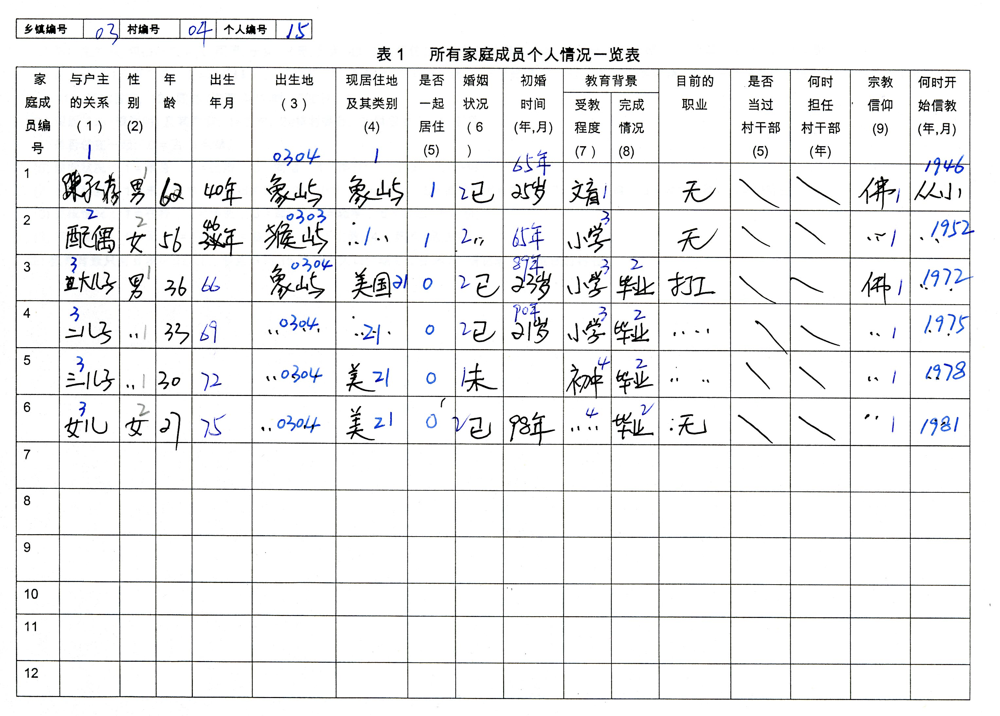 乡镇编号 03 村编号 04 个人编号 15
表 1 所有家庭成员个人情况一览表
家庭成员编号 与户主的关系(1) 性别(2) 年龄 出生年月 出生地(3) 现居住地及其类别(4) 是否一起居住(5) 婚姻状况(6) 初婚时间(年,月) 教育背景 受教程度(7) 完成情况(8) 目前的职业 是否当过村干部(5) 何时担任村干部(年) 宗教信仰(9) 何时开始信教(年,月)
1 0304 1 65年 1946
1 男 1 62 40年 象屿 象屿 1 2已 25岁 文盲1 无 \ \ 佛1 从小
2 2 0303 3
2 配偶 女 56 46年 猴屿 ..1.. 1 2.. 65年 小学 无 \ \ ..1 1952
3 1 0304 89年 3 2
3 大儿子 男 36 66 象屿 美国21 0 2已 23岁 小学 毕业 打工 \ \ 佛1 1972
3 90年 3 2
4 二儿子 ..1 33 69 ..0304.. ..21. 0 2已 21岁 小学 毕业 .... \ \ ..1 1975
3 4 2
5 三儿子 ..1 30 72 ..0304 美21 0 1未 初中 毕业 .. .. \ \ ..1 1978
3 2 4 2
6 女儿 女 27 75 ..0304 美21 0 2已 98年 .... 毕业 :无 \ \ ..1 1981
7
8
9
10
11
12